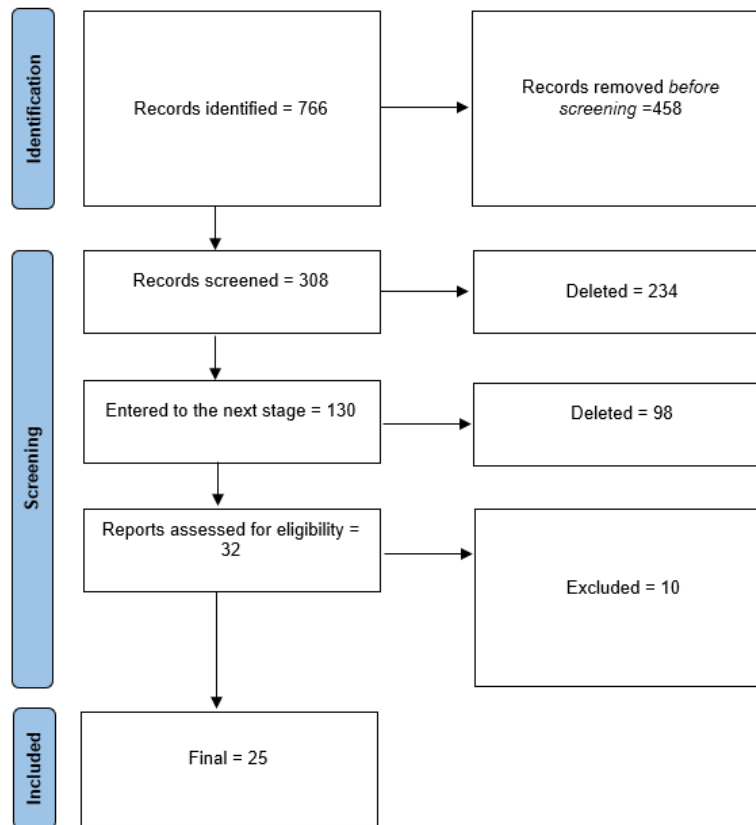 Identification
Records identified = 766
Records removed before
screening =458
Screening
Records screened = 308
Deleted = 234
Entered to the next stage = 130
Deleted = 98
Reports assessed for eligibility =
32
Excluded = 10
Included
Final = 25